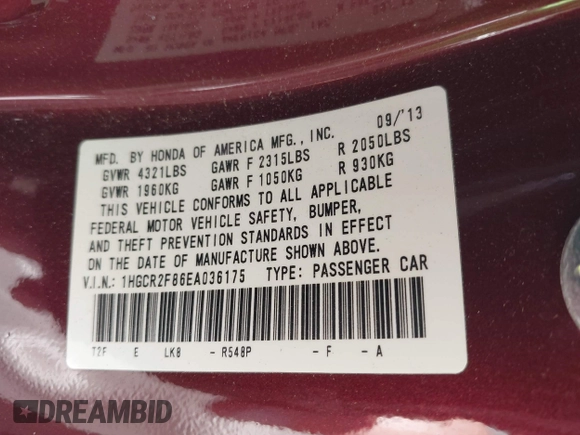 09/'13
MFD. BY HONDA OF AMERICA MFG., INC.
GVWR 4321LBS GAWR F 2315LBS R 2050LBS
GVWR 1960KG GAWR F 1050KG R 930KG
THIS VEHICLE CONFORMS TO ALL APPLICABLE
FEDERAL MOTOR VEHICLE SAFETY, BUMPER,
AND THEFT PREVENTION STANDARDS IN EFFECT
ON THE DATE OF MANUFACTURE SHOWN ABOVE.
V.I.N.: 1HGCR2F86EA036175 TYPE: PASSENGER CAR
T2F E LK8 - R548P - F - A
DREAMBID